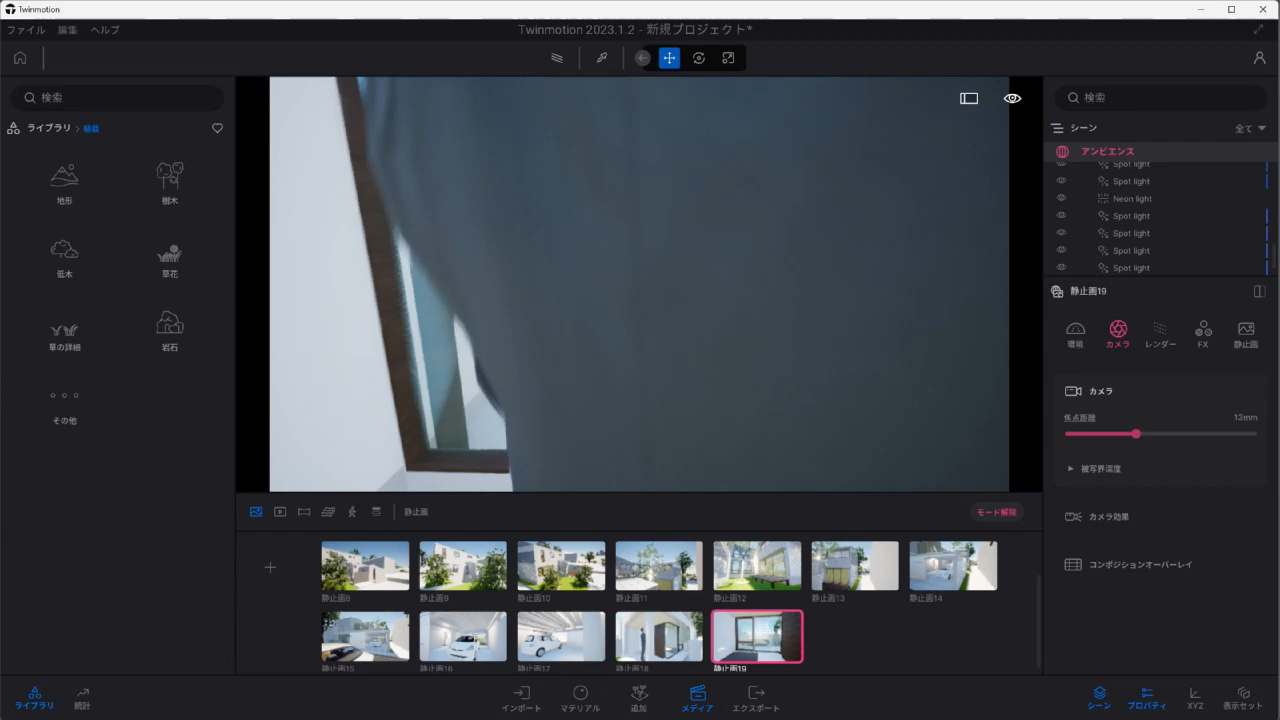 Twinmotion
ファイル 編集 ヘルプ
Twinmotion 2023.1.2 - 新規プロジェクト*
検索
ライブラリ > 植栽
地形 樹木
低木 草花
草の詳細 岩石
その他
検索
シーン 全て
アンビエンス
Spot light
Spot light
Neon light
Spot light
Spot light
Spot light
Spot light
静止画19
環境 カメラ レンダー FX 静止画
カメラ
焦点距離 13mm
被写界深度
カメラ効果
コンポジションオーバーレイ
静止画 モード解除
静止画8 静止画9 静止画10 静止画11 静止画12 静止画13 静止画14
静止画15 静止画16 静止画17 静止画18 静止画19
ライブラリ 統計 インポート マテリアル 追加 メディア エクスポート シーン プロパティ XYZ 表示セット